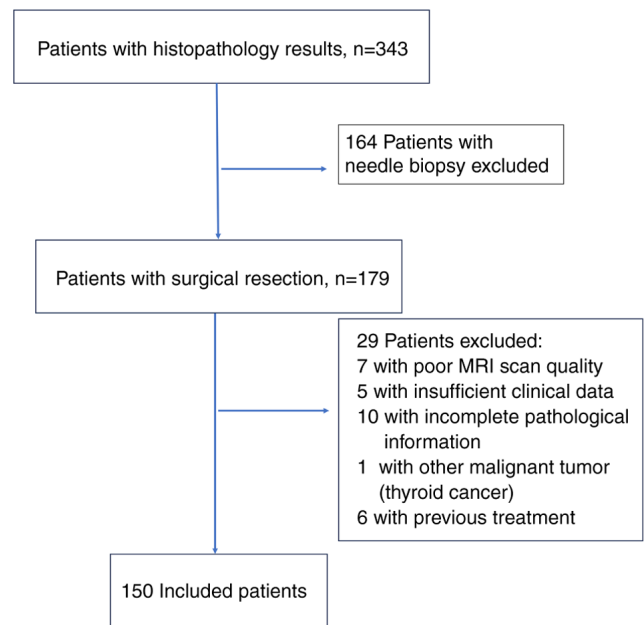 Patients with histopathology results, n=343
164 Patients with
needle biopsy excluded
Patients with surgical resection, n=179
29 Patients excluded:
7 with poor MRI scan quality
5 with insufficient clinical data
10 with incomplete pathological
information
1 with other malignant tumor
(thyroid cancer)
6 with previous treatment
150 Included patients